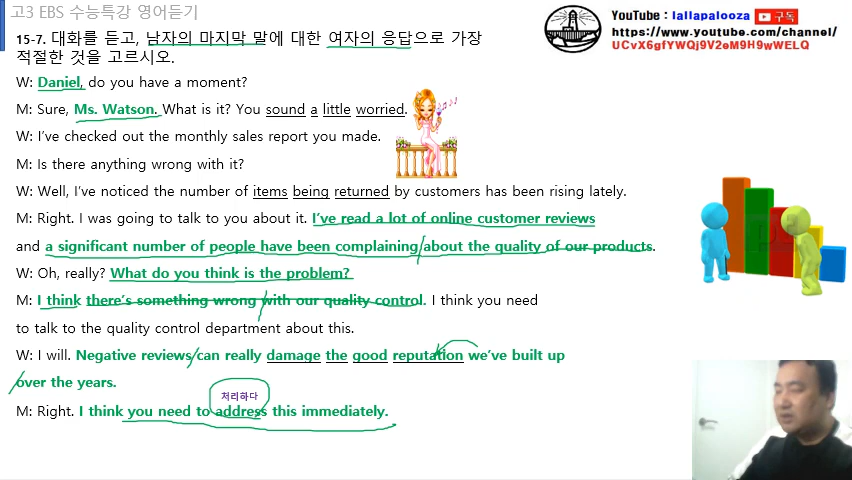 고3 EBS 수능특강 영어듣기
YouTube : lallapalooza 구독
https://www.youtube.com/channel/
UCvX6gfYWQj9V2eM9H9wWELQ
15-7. 대화를 듣고, 남자의 마지막 말에 대한 여자의 응답으로 가장
적절한 것을 고르시오.
W: Daniel, do you have a moment?
M: Sure, Ms. Watson. What is it? You sound a little worried.
W: I've checked out the monthly sales report you made.
M: Is there anything wrong with it?
W: Well, I've noticed the number of items being returned by customers has been rising lately.
M: Right. I was going to talk to you about it. I've read a lot of online customer reviews
and a significant number of people have been complaining about the quality of our products.
W: Oh, really? What do you think is the problem?
M: I think there's something wrong with our quality control. I think you need
to talk to the quality control department about this.
W: I will. Negative reviews can really damage the good reputation we've built up
over the years.
처리하다
M: Right. I think you need to address this immediately.